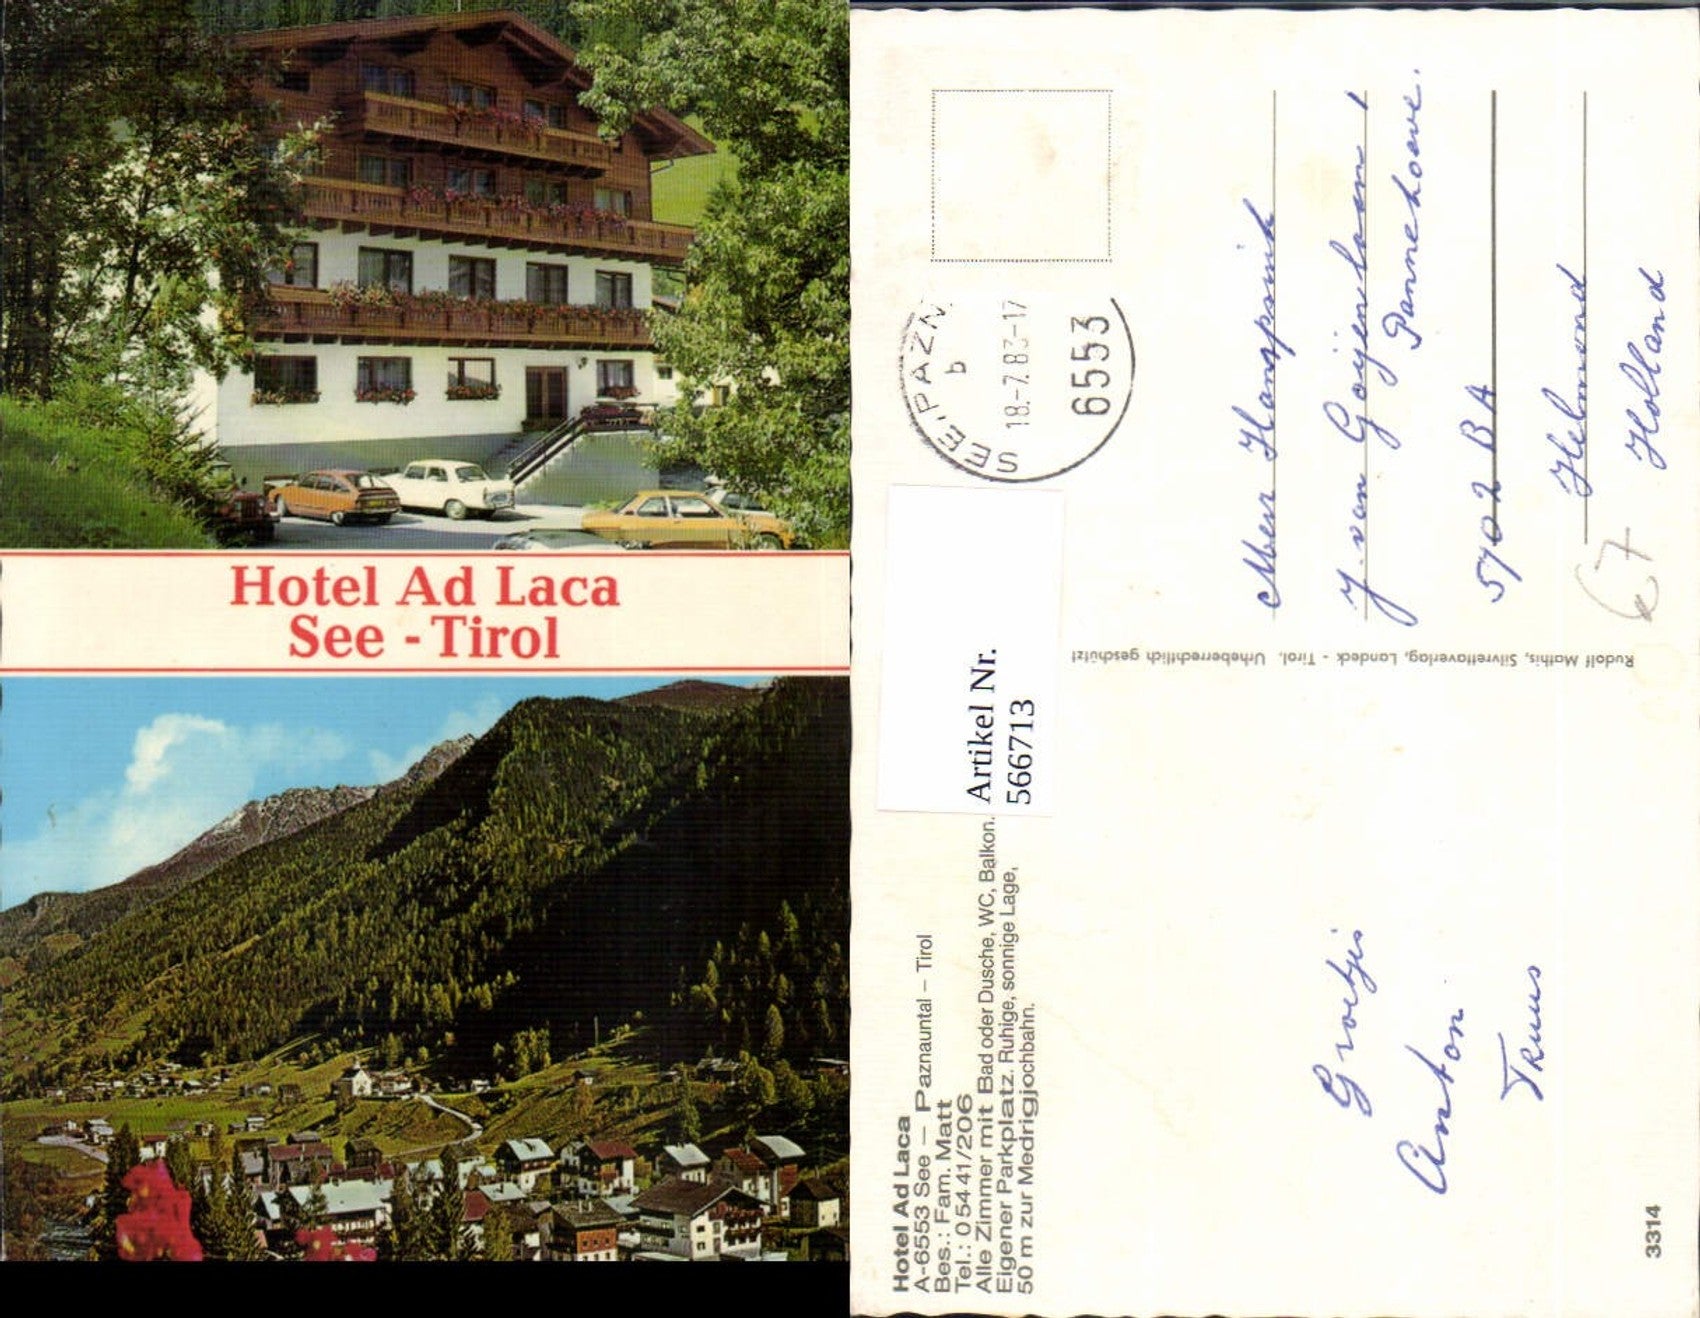 Hotel Ad Laca
See - Tirol
SEE, PAZN
b
18.-7.83-17
6553
Artikel Nr.
566713
Hotel Ad Laca
A-6553 See – Paznauntal – Tirol
Bes.: Fam. Matt
Tel.: 05441/206
Alle Zimmer mit Bad oder Dusche, WC, Balkon.
Eigener Parkplatz. Ruhige, sonnige Lage,
50 m zur Medrigjochbahn.
Rudolf Mathis, Silvrettaverlag, Landeck - Tirol, Urheberrechtlich geschützt
J. van
Pannehoeve.
5702 BA
Helmond
Holland
67
Groetjes
Anton
Truus
3314